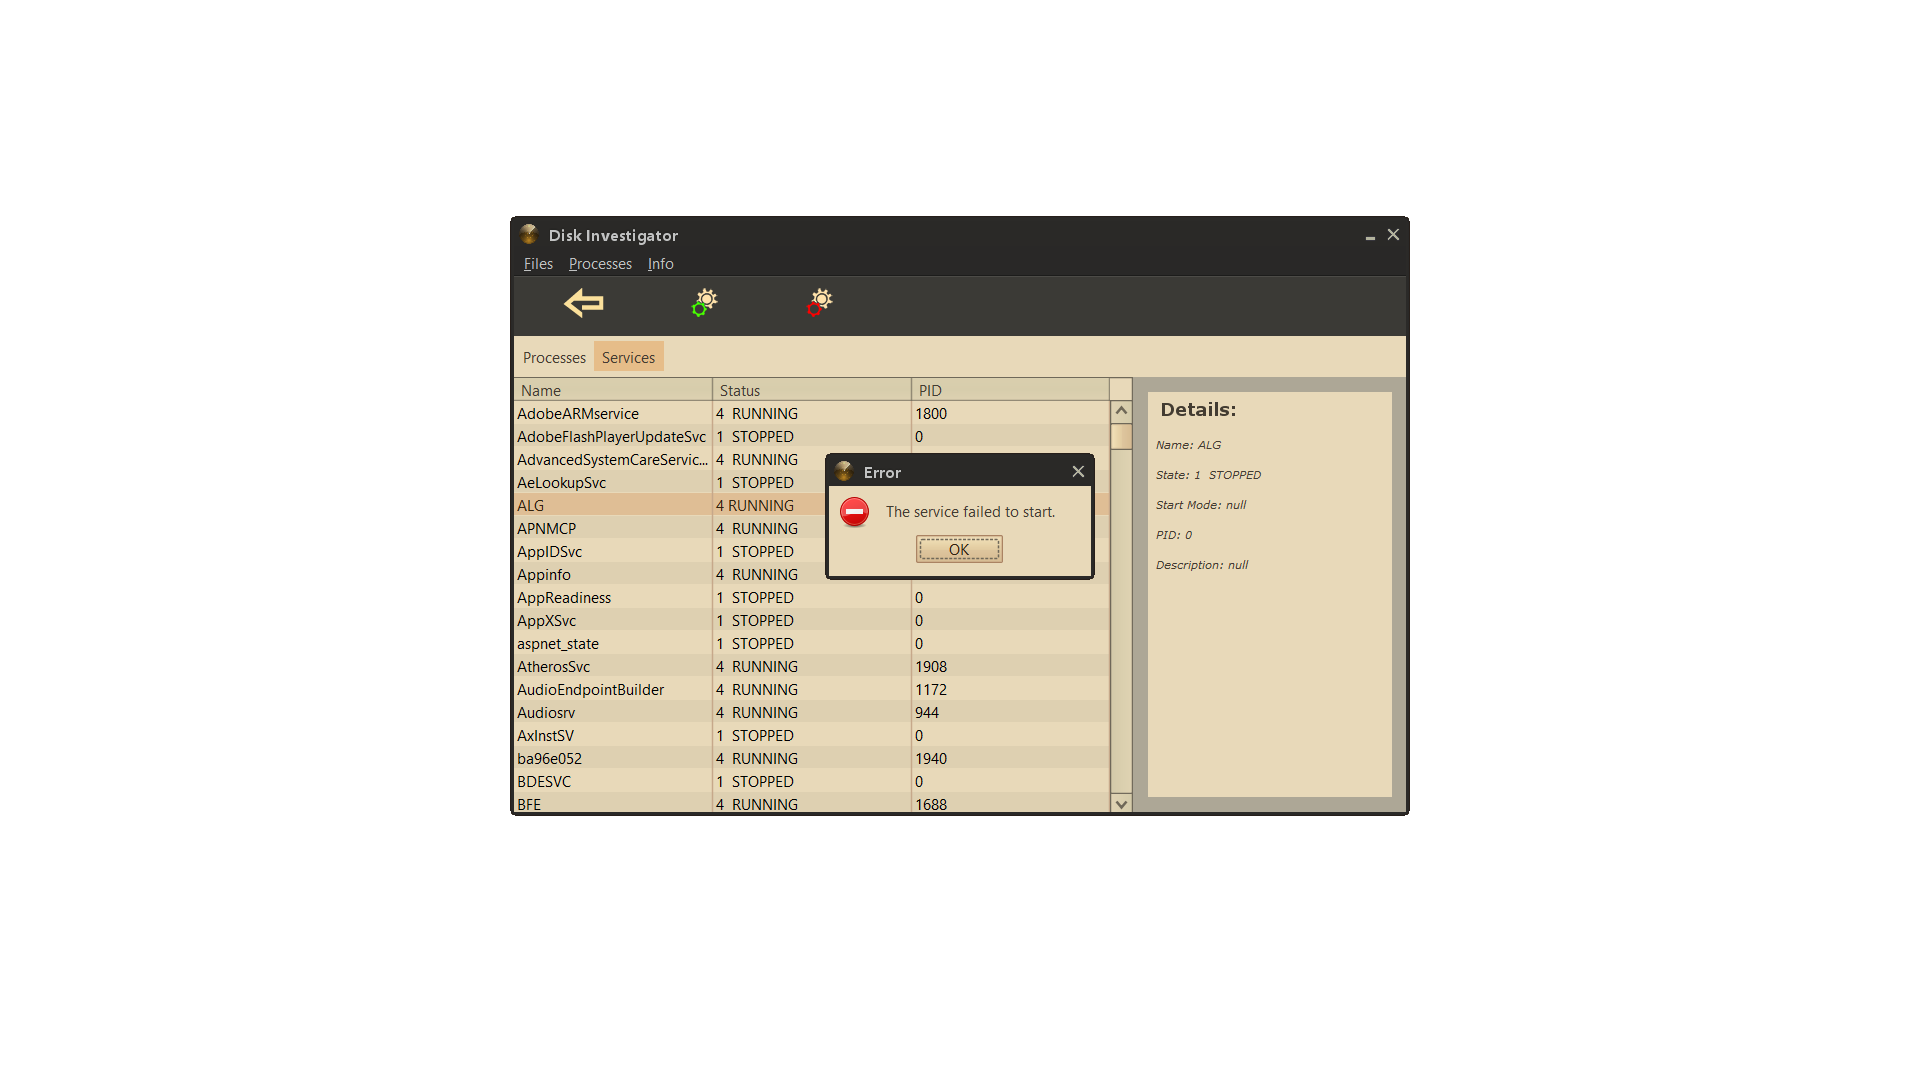 Disk Investigator
Files Processes Info
Processes Services
Name Status PID
AdobeARMservice 4 RUNNING 1800
AdobeFlashPlayerUpdateSvc 1 STOPPED 0
AdvancedSystemCareServic... 4 RUNNING
AeLookupSvc 1 STOPPED
ALG 4 RUNNING
APNMCP 4 RUNNING
AppIDSvc 1 STOPPED
Appinfo 4 RUNNING
AppReadiness 1 STOPPED 0
AppXSvc 1 STOPPED 0
aspnet_state 1 STOPPED 0
AtherosSvc 4 RUNNING 1908
AudioEndpointBuilder 4 RUNNING 1172
Audiosrv 4 RUNNING 944
AxInstSV 1 STOPPED 0
ba96e052 4 RUNNING 1940
BDESVC 1 STOPPED 0
BFE 4 RUNNING 1688
Error
The service failed to start.
OK
Details:
Name: ALG
State: 1 STOPPED
Start Mode: null
PID: 0
Description: null